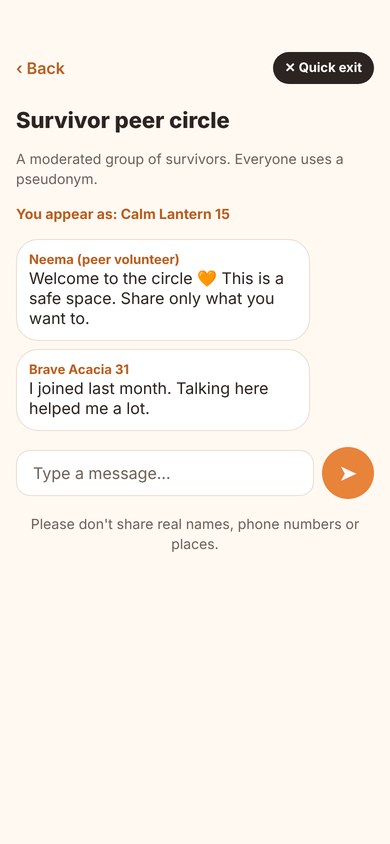 ‹ Back
✕ Quick exit
Survivor peer circle
A moderated group of survivors. Everyone uses a
pseudonym.
You appear as: Calm Lantern 15
Neema (peer volunteer)
Welcome to the circle 🧡 This is a
safe space. Share only what you
want to.
Brave Acacia 31
I joined last month. Talking here
helped me a lot.
Type a message...
➤
Please don't share real names, phone numbers or
places.